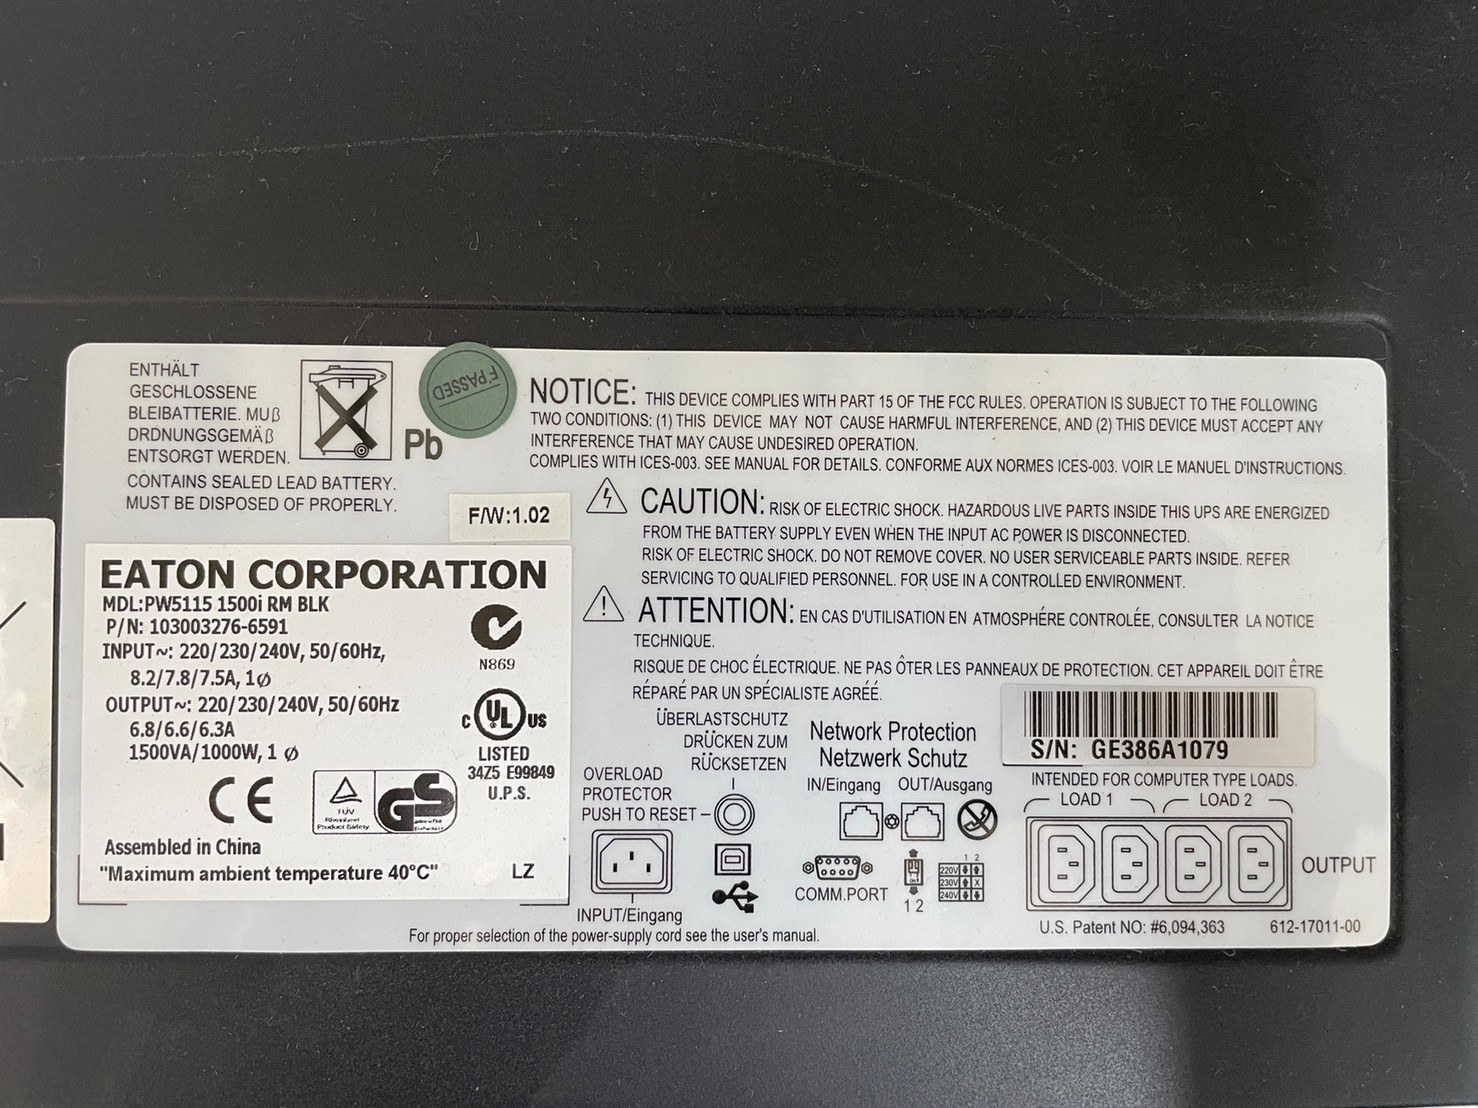 ENTHÄLT
GESCHLOSSENE
BLEIBATTERIE. MUß
DRDNUNGSGEMÄß
ENTSORGT WERDEN.
Pb
CONTAINS SEALED LEAD BATTERY.
MUST BE DISPOSED OF PROPERLY.
F'PASSED
F/W:1.02
EATON CORPORATION
MDL:PW5115 1500i RM BLK
P/N: 103003276-6591
INPUT~: 220/230/240V, 50/60Hz,
8.2/7.8/7.5A, 1Ø
OUTPUT~: 220/230/240V, 50/60Hz
6.8/6.6/6.3A
1500VA/1000W, 1 Ø
N869
C UL US
LISTED
34Z5 E99849
U.P.S.
CE
TÜV
Rheinland
Product Safety
GS
geprüfte
Sicherheit
Assembled in China
"Maximum ambient temperature 40°C"
LZ
NOTICE: THIS DEVICE COMPLIES WITH PART 15 OF THE FCC RULES. OPERATION IS SUBJECT TO THE FOLLOWING
TWO CONDITIONS: (1) THIS DEVICE MAY NOT CAUSE HARMFUL INTERFERENCE, AND (2) THIS DEVICE MUST ACCEPT ANY
INTERFERENCE THAT MAY CAUSE UNDESIRED OPERATION.
COMPLIES WITH ICES-003. SEE MANUAL FOR DETAILS. CONFORME AUX NORMES ICES-003. VOIR LE MANUEL D'INSTRUCTIONS.
CAUTION: RISK OF ELECTRIC SHOCK. HAZARDOUS LIVE PARTS INSIDE THIS UPS ARE ENERGIZED
FROM THE BATTERY SUPPLY EVEN WHEN THE INPUT AC POWER IS DISCONNECTED.
RISK OF ELECTRIC SHOCK. DO NOT REMOVE COVER. NO USER SERVICEABLE PARTS INSIDE. REFER
SERVICING TO QUALIFIED PERSONNEL. FOR USE IN A CONTROLLED ENVIRONMENT.
ATTENTION: EN CAS D'UTILISATION EN ATMOSPHÉRE CONTROLÉE, CONSULTER LA NOTICE
TECHNIQUE.
RISQUE DE CHOC ÉLECTRIQUE. NE PAS ÔTER LES PANNEAUX DE PROTECTION. CET APPAREIL DOIT ÊTRE
RÉPARÉ PAR UN SPÉCIALISTE AGRÉÉ.
S/N: GE386A1079
ÜBERLASTSCHUTZ
DRÜCKEN ZUM
RÜCKSETZEN
OVERLOAD
PROTECTOR
PUSH TO RESET
INPUT/Eingang
Network Protection
Netzwerk Schutz
IN/Eingang OUT/Ausgang
COMM.PORT
ON
1 2
1 2
220V
230V X
240V
INTENDED FOR COMPUTER TYPE LOADS.
LOAD 1 LOAD 2
OUTPUT
U.S. Patent NO: #6,094,363 612-17011-00
For proper selection of the power-supply cord see the user's manual.